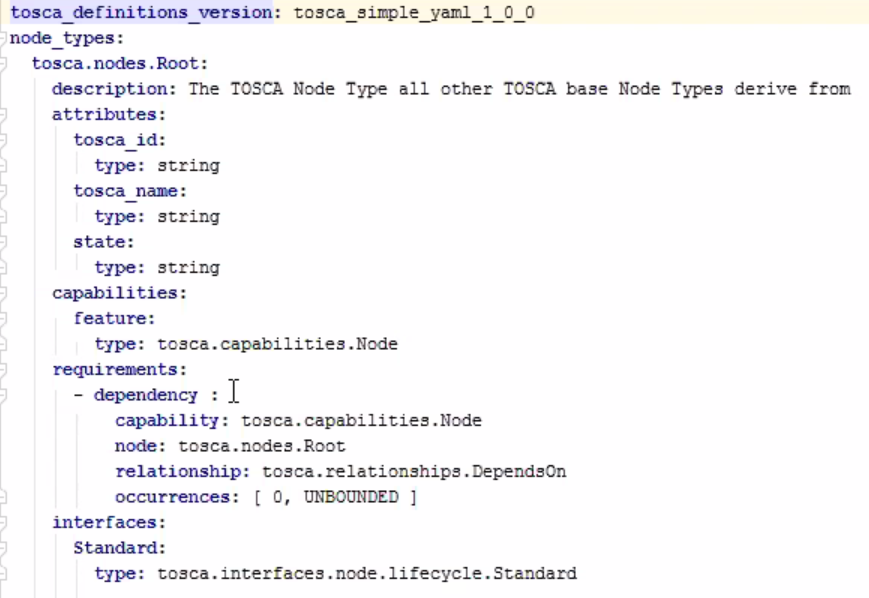 tosca_definitions_version: tosca_simple_yaml_1_0_0
node_types:
tosca.nodes.Root:
description: The TOSCA Node Type all other TOSCA base Node Types derive from
attributes:
tosca_id:
type: string
tosca_name:
type: string
state:
type: string
capabilities:
feature:
type: tosca.capabilities.Node
requirements:
- dependency :
capability: tosca.capabilities.Node
node: tosca.nodes.Root
relationship: tosca.relationships.DependsOn
occurrences: [ 0, UNBOUNDED ]
interfaces:
Standard:
type: tosca.interfaces.node.lifecycle.Standard